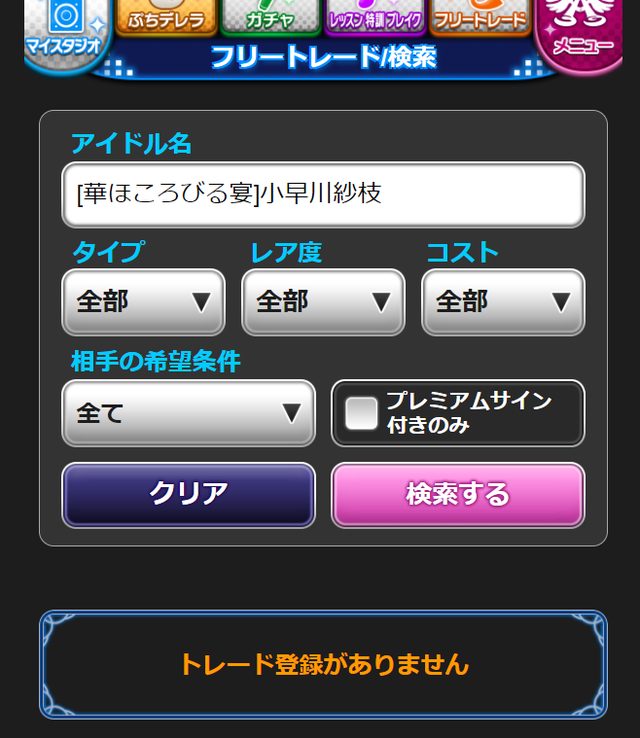 マイスタジオ
ぷちデレラ
ガチャ
レッスン 特訓 ブレイク
フリートレード
メニュー
フリートレード/検索
アイドル名
[華ほころびる宴]小早川紗枝
タイプ レア度 コスト
全部 ▼ 全部 ▼ 全部 ▼
相手の希望条件
全て ▼
プレミアムサイン
付きのみ
クリア 検索する
トレード登録がありません